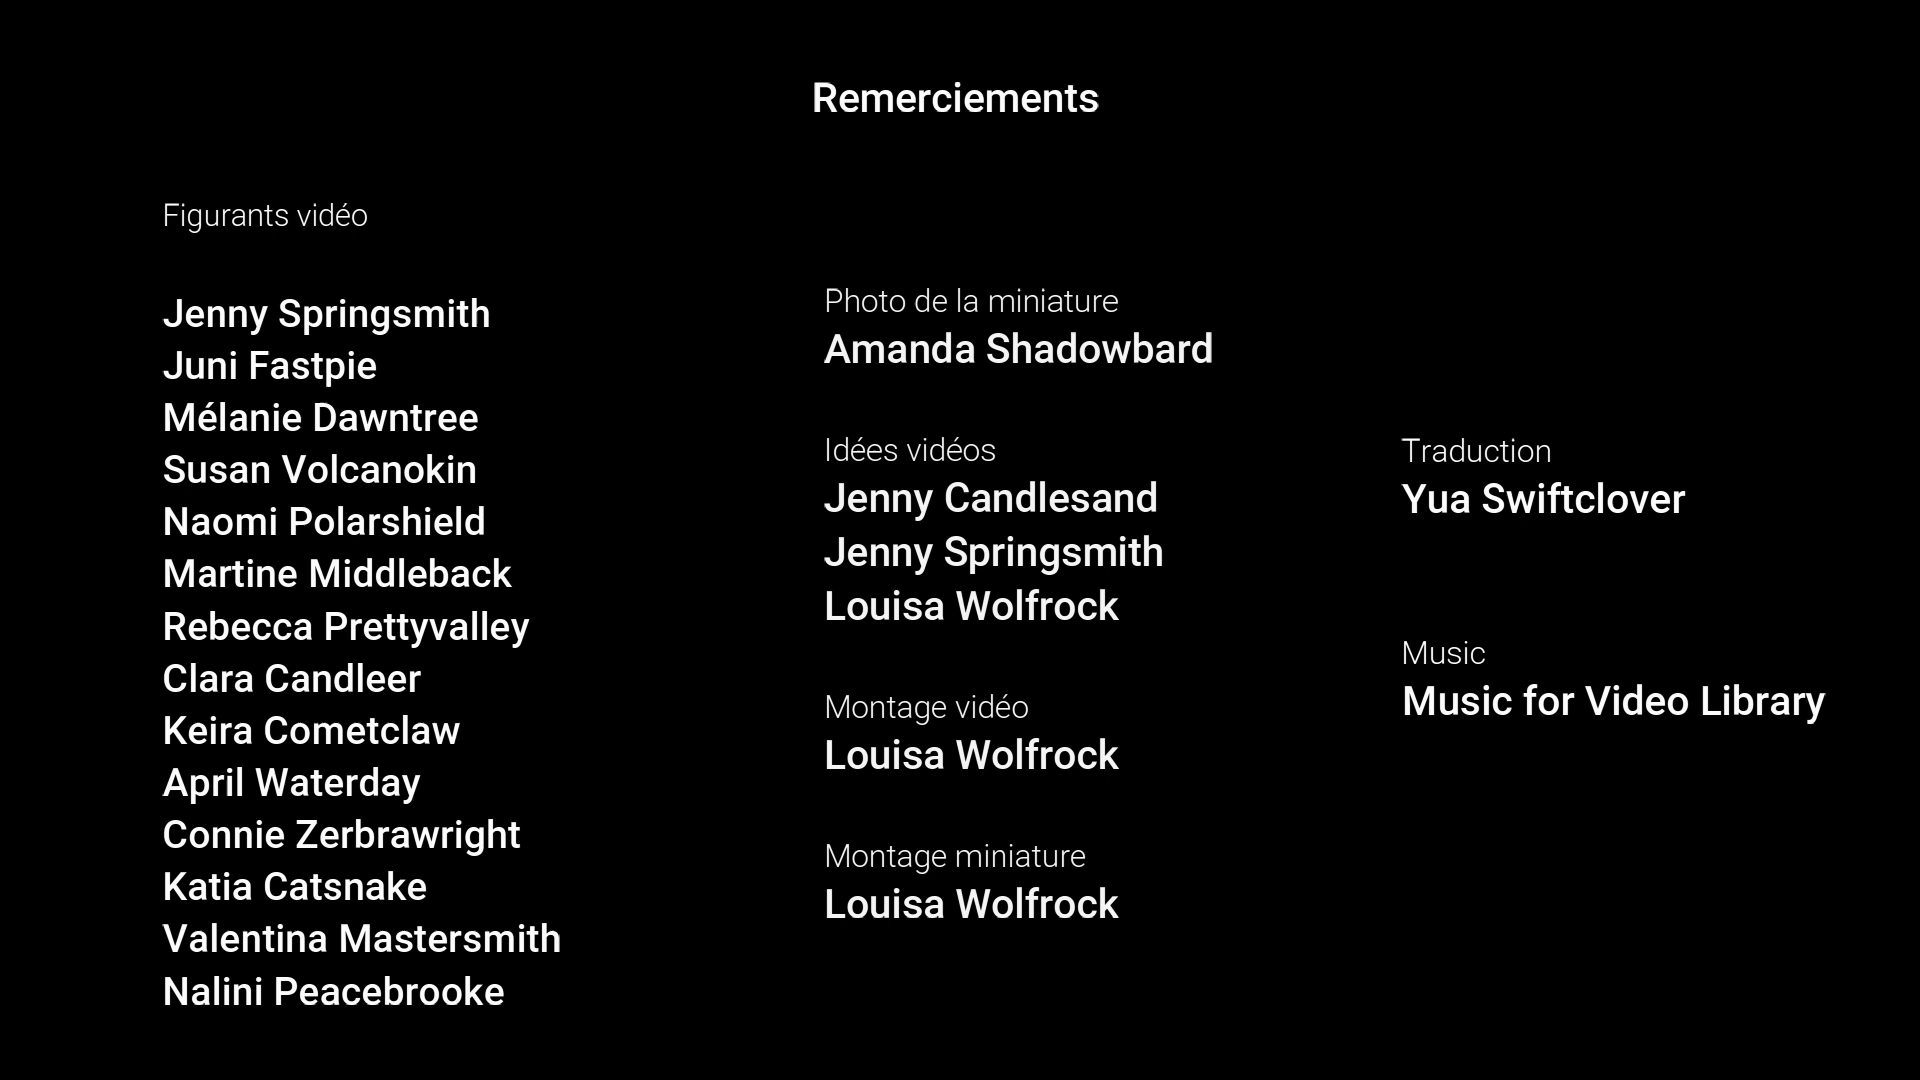 Remerciements
Figurants vidéo
Jenny Springsmith
Juni Fastpie
Mélanie Dawntree
Susan Volcanokin
Naomi Polarshield
Martine Middleback
Rebecca Prettyvalley
Clara Candleer
Keira Cometclaw
April Waterday
Connie Zerbrawright
Katia Catsnake
Valentina Mastersmith
Nalini Peacebrooke
Photo de la miniature
Amanda Shadowbard
Idées vidéos
Jenny Candlesand
Jenny Springsmith
Louisa Wolfrock
Montage vidéo
Louisa Wolfrock
Montage miniature
Louisa Wolfrock
Traduction
Yua Swiftclover
Music
Music for Video Library